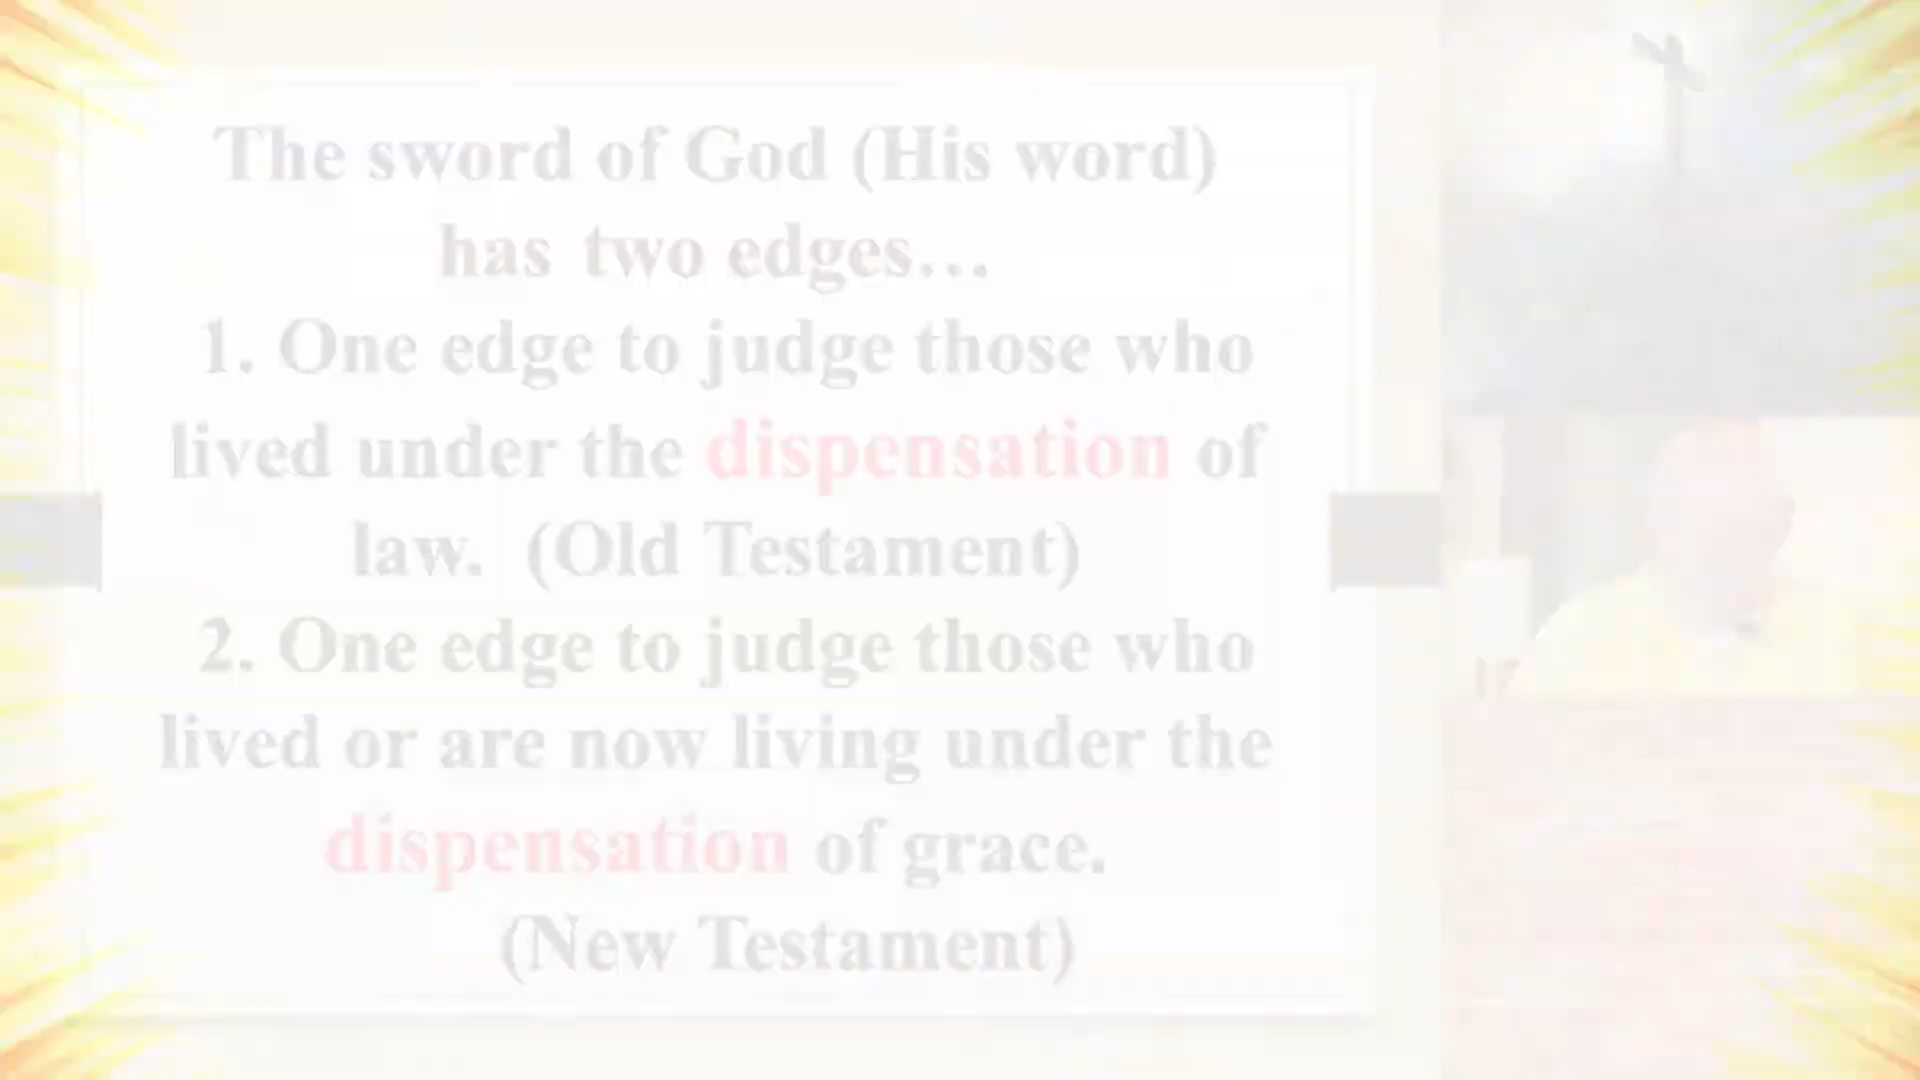 The sword of God (His word)
has two edges...
1. One edge to judge those who
lived under the dispensation of
law. (Old Testament)
2. One edge to judge those who
lived or are now living under the
dispensation of grace.
(New Testament)